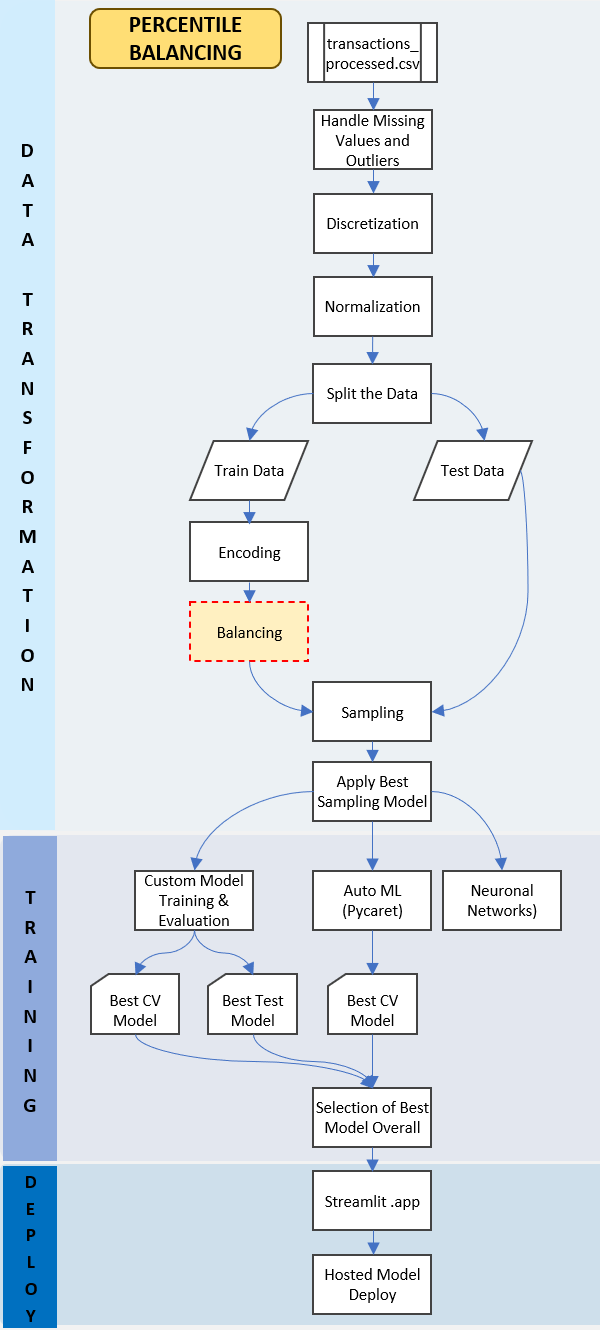 PERCENTILE
BALANCING
transactions_
processed.csv
Handle Missing
Values and
Outliers
Discretization
Normalization
Split the Data
Train Data
Test Data
Encoding
Balancing
Sampling
Apply Best
Sampling Model
DATA TRANSFORMATION
Custom Model
Training &
Evaluation
Auto ML
(Pycaret)
Neuronal
Networks)
Best CV
Model
Best Test
Model
Best CV
Model
Selection of Best
Model Overall
TRAINING
Streamlit .app
Hosted Model
Deploy
DEPLOY